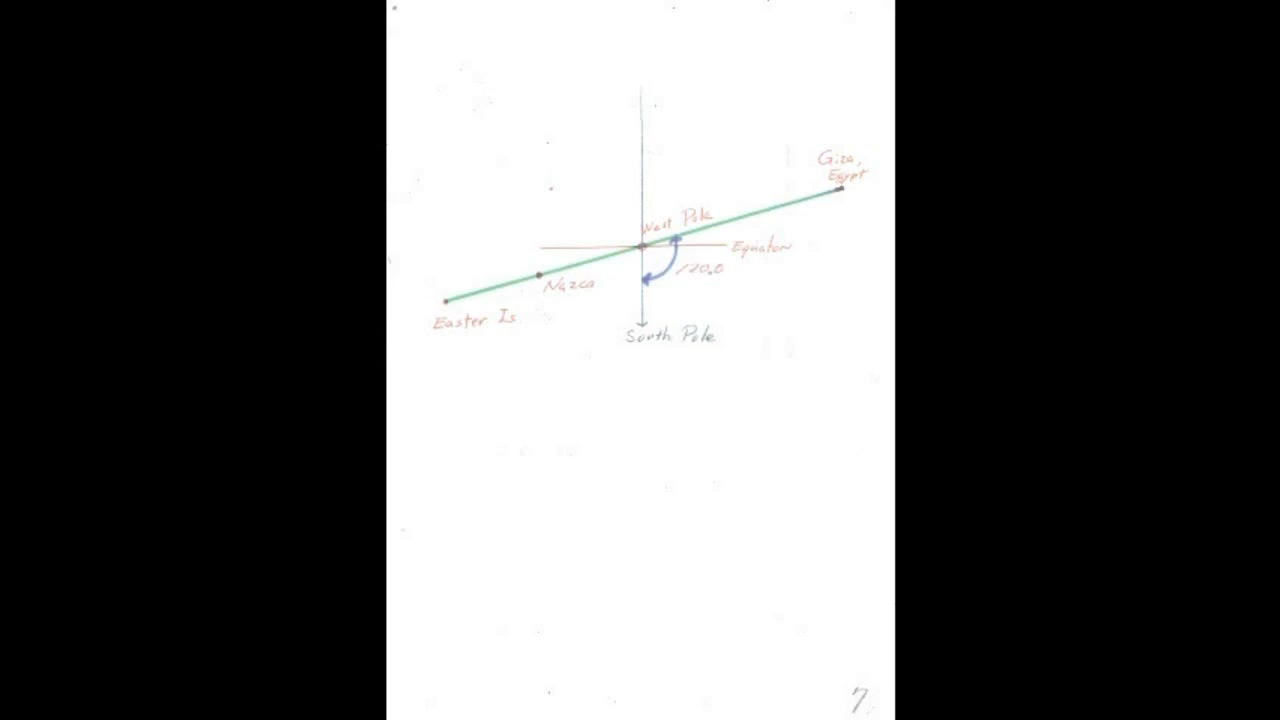 Giza,
Egypt
West Pole
Equator
120.0
Nazca
Easter Is
South Pole
7